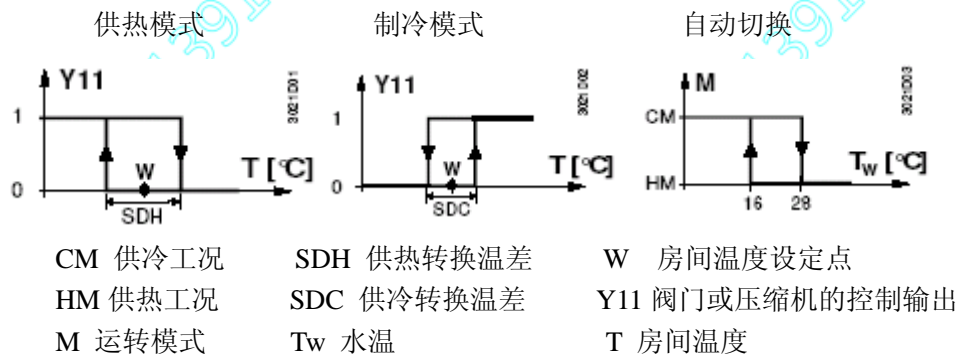 供热模式 制冷模式 自动切换
Y11 Y11 M
3021D01 3021D02 3021D03
1 1 CM
W T [°C] W T [°C] TW [°C]
0 0 HM
SDH SDC 16 28
CM 供冷工况 SDH 供热转换温差 W 房间温度设定点
HM 供热工况 SDC 供冷转换温差 Y11 阀门或压缩机的控制输出
M 运转模式 Tw 水温 T 房间温度